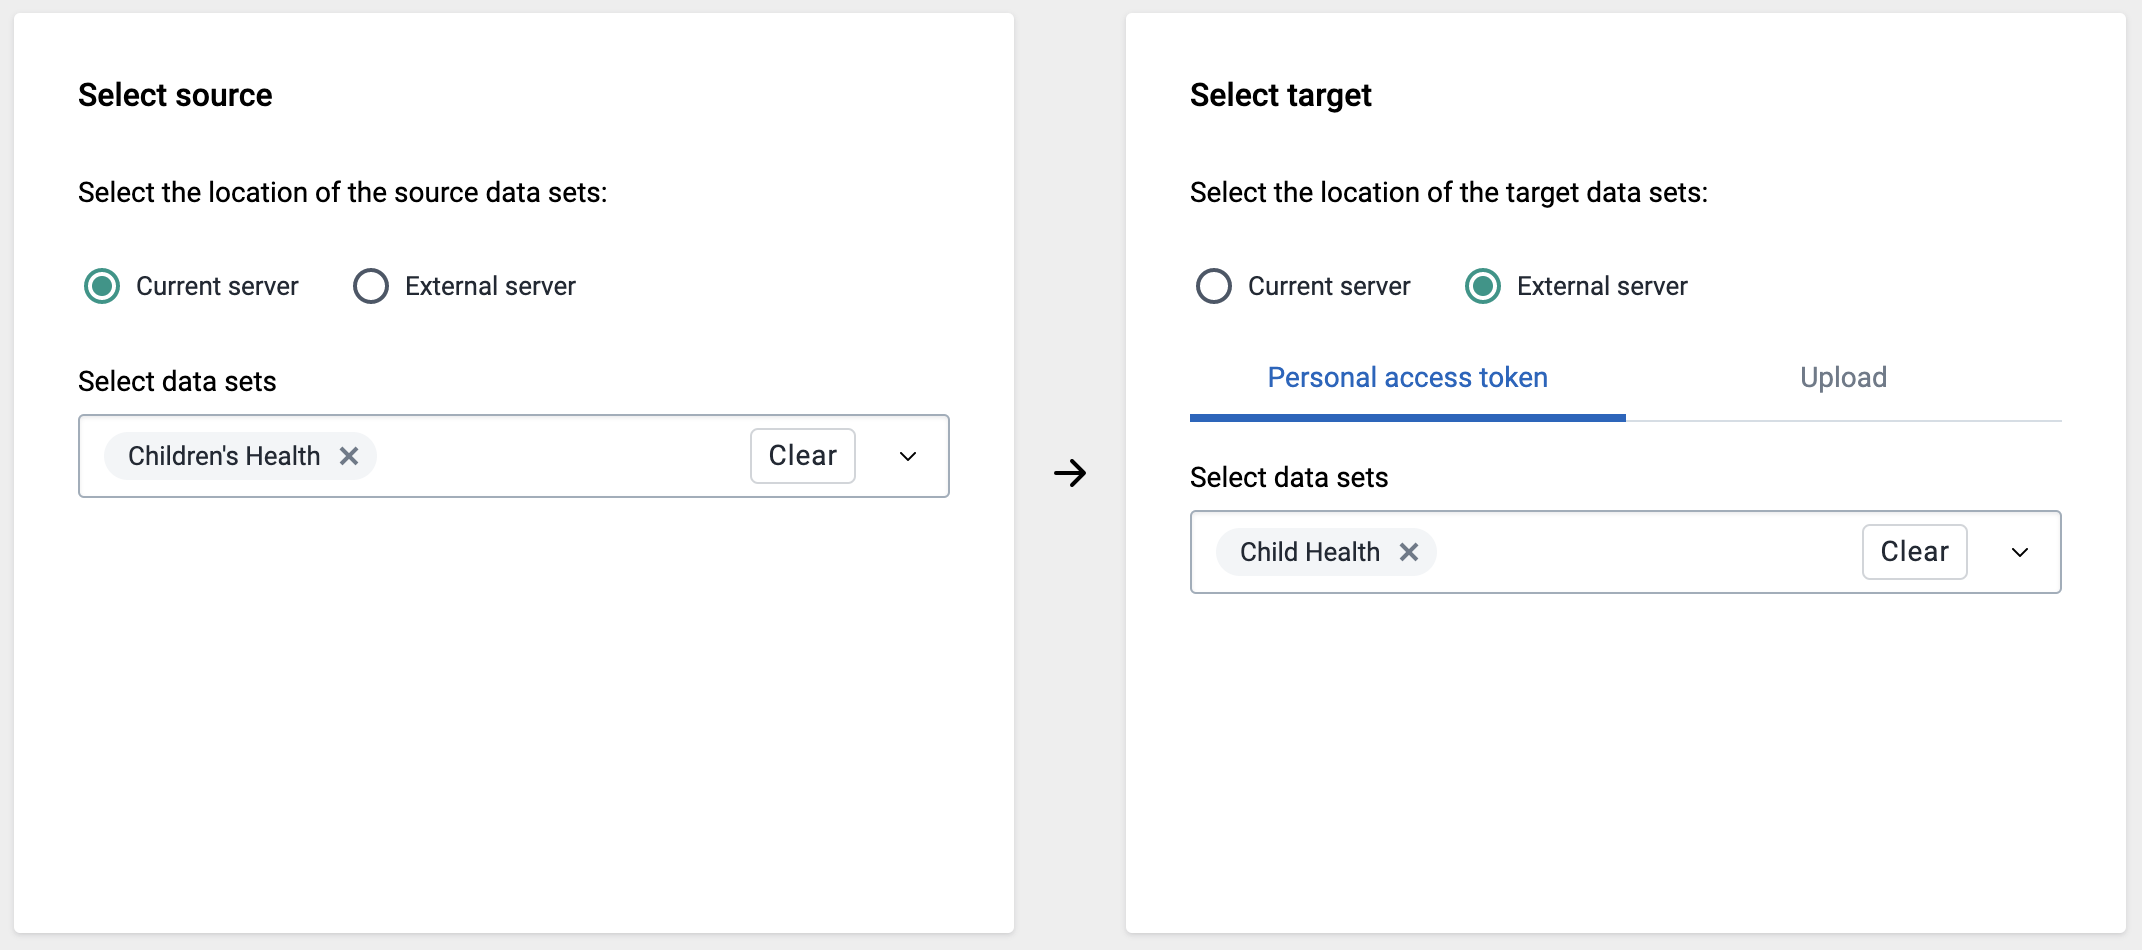 Select source
Select the location of the source data sets:
Current server
External server
Select data sets
Children's Health
Clear
Select target
Select the location of the target data sets:
Current server
External server
Personal access token
Upload
Select data sets
Child Health
Clear